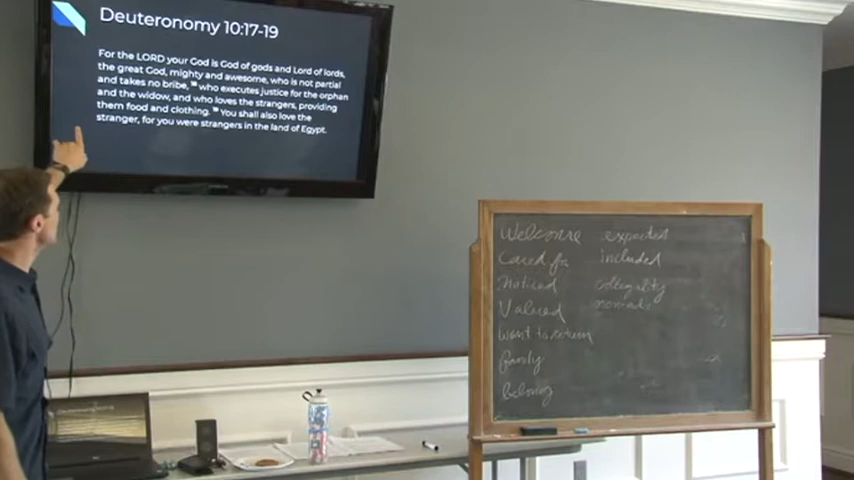 Deuteronomy 10:17-19
For the LORD your God is God of gods and Lord of lords,
the great God, mighty and awesome, who is not partial
and takes no bribe, 18 who executes justice for the orphan
and the widow, and who loves the strangers, providing
them food and clothing. 19 You shall also love the
stranger, for you were strangers in the land of Egypt.
Welcome expected
Cared for included
Noticed collegiality
Valued
Want to return
family
belong